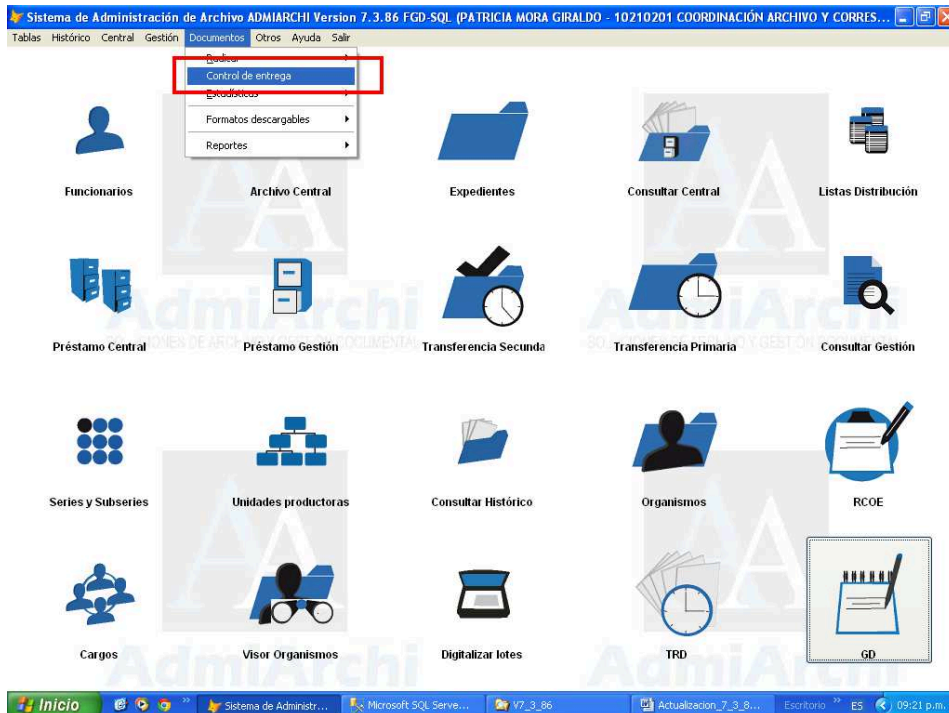 Sistema de Administración de Archivo ADMIARCHI Version 7.3.86 FGD-SQL (PATRICIA MORA GIRALDO - 10210201 COORDINACIÓN ARCHIVO Y CORRES...
Tablas Histórico Central Gestión Documentos Otros Ayuda Salir
Radicar
Control de entrega
Estadísticas
Formatos descargables
Reportes
Funcionarios Archivo Central Expedientes Consultar Central Listas Distribución
AdmiArchi AdmiArchi
Préstamo Central Préstamo Gestión Transferencia Secunda Transferencia Primaria Consultar Gestión
Series y Subseries Unidades productoras Consultar Histórico Organismos RCOE
Cargos Visor Organismos Digitalizar lotes TRD GD
AdmiArchi AdmiArchi
Inicio Sistema de Administr... Microsoft SQL Serve... V7_3_86 Actualizacion_7_3_8... Escritorio ES 09:21 p.m.